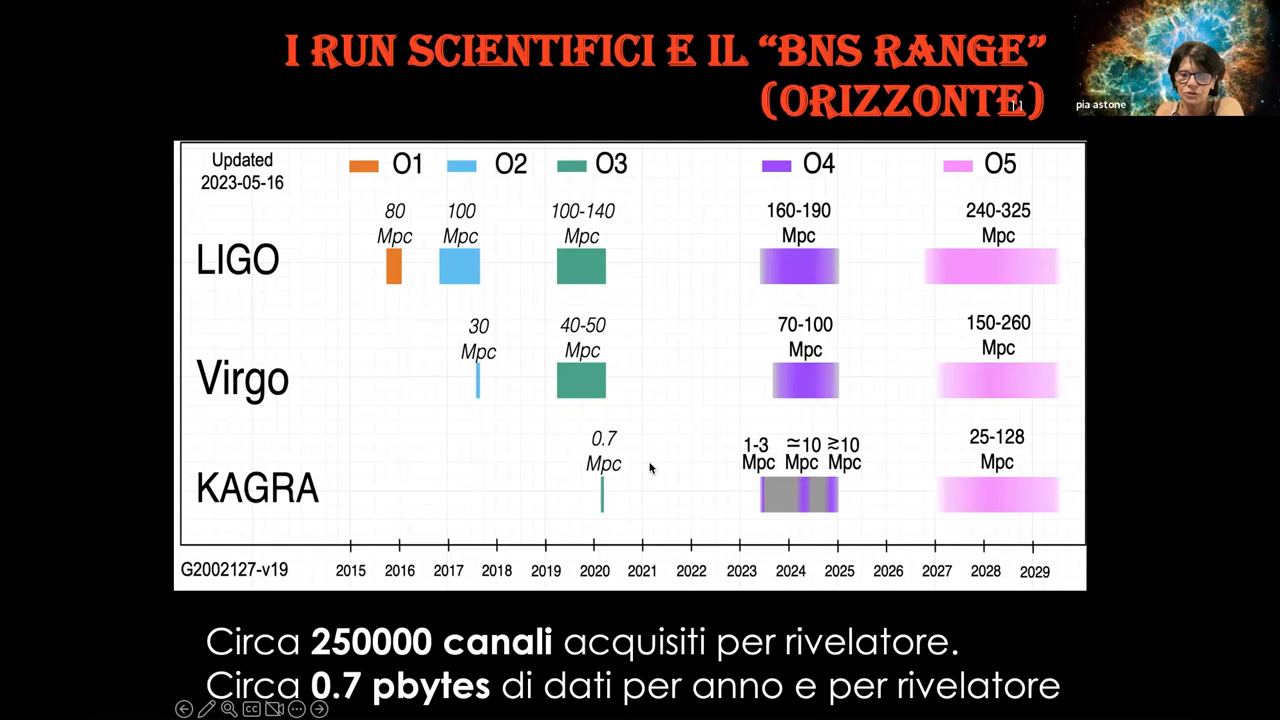 I RUN SCIENTIFICI E IL “BNS RANGE”
(ORIZZONTE)
11
pia astone
Updated
2023-05-16
O1
O2
O3
O4
O5
80
Mpc
100
Mpc
100-140
Mpc
160-190
Mpc
240-325
Mpc
LIGO
30
Mpc
40-50
Mpc
70-100
Mpc
150-260
Mpc
Virgo
0.7
Mpc
1-3
Mpc
≃10
Mpc
≳10
Mpc
25-128
Mpc
KAGRA
G2002127-v19
2015 2016 2017 2018 2019 2020 2021 2022 2023 2024 2025 2026 2027 2028 2029
Circa 250000 canali acquisiti per rivelatore.
Circa 0.7 pbytes di dati per anno e per rivelatore
CC